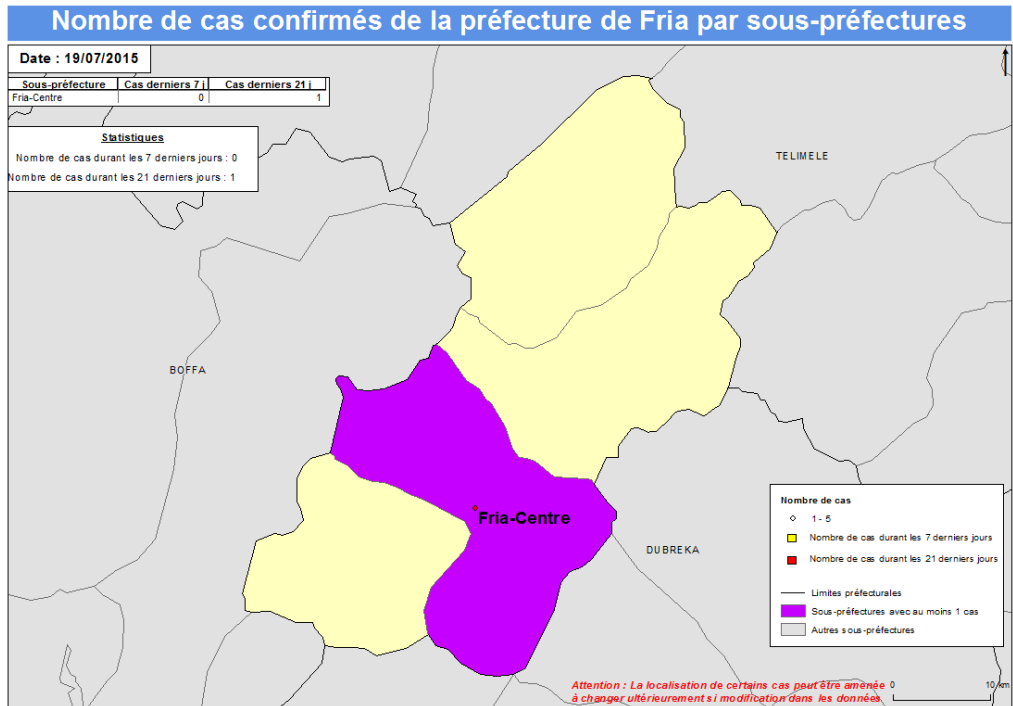 Nombre de cas confirmés de la préfecture de Fria par sous-préfectures
Date : 19/07/2015
Sous-préfecture Cas derniers 7 j Cas derniers 21 j
Fria-Centre 0 1
Statistiques
Nombre de cas durant les 7 derniers jours : 0
Nombre de cas durant les 21 derniers jours : 1
TELIMELE
BOFFA
Fria-Centre
DUBREKA
Nombre de cas
1 - 5
Nombre de cas durant les 7 derniers jours
Nombre de cas durant les 21 derniers jours
Limites préfecturales
Sous-préfectures avec au moins 1 cas
Autres sous-préfectures
Attention : La localisation de certains cas peut être amenée
à changer ultérieurement si modification dans les données
0 10 km